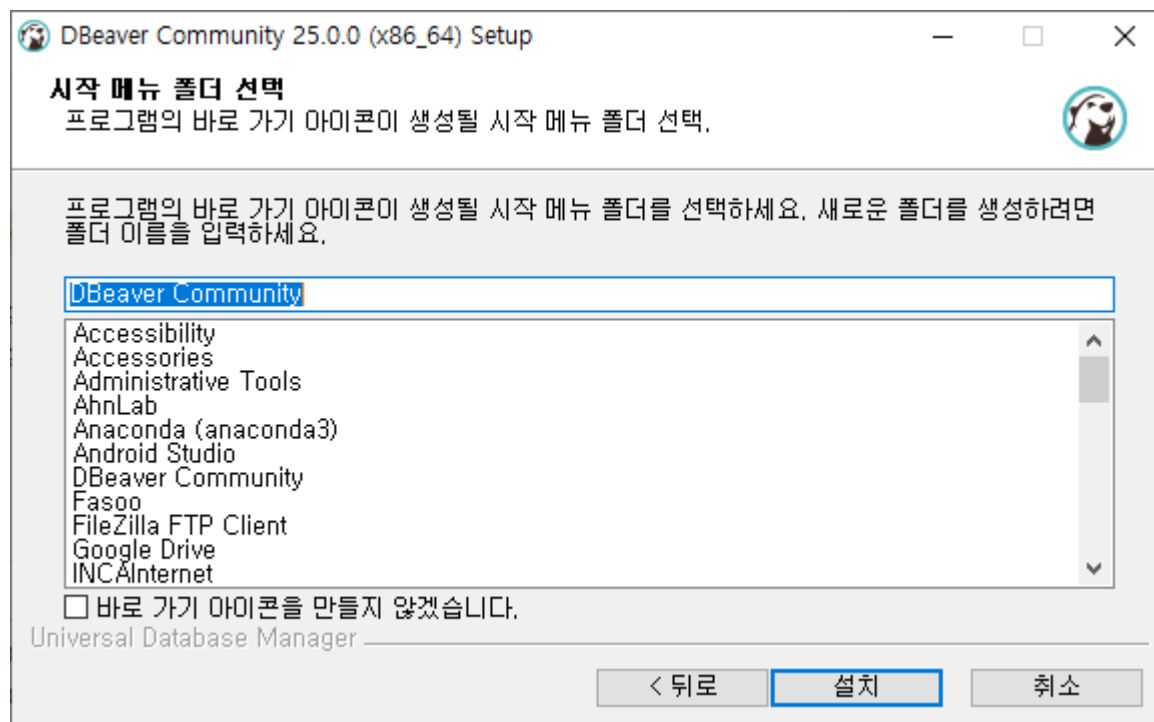 DBeaver Community 25.0.0 (x86_64) Setup
시작 메뉴 폴더 선택
프로그램의 바로 가기 아이콘이 생성될 시작 메뉴 폴더 선택.
프로그램의 바로 가기 아이콘이 생성될 시작 메뉴 폴더를 선택하세요. 새로운 폴더를 생성하려면
폴더 이름을 입력하세요.
DBeaver Community
Accessibility
Accessories
Administrative Tools
AhnLab
Anaconda (anaconda3)
Android Studio
DBeaver Community
Fasoo
FileZilla FTP Client
Google Drive
INCAInternet
바로 가기 아이콘을 만들지 않겠습니다.
Universal Database Manager
< 뒤로 설치 취소